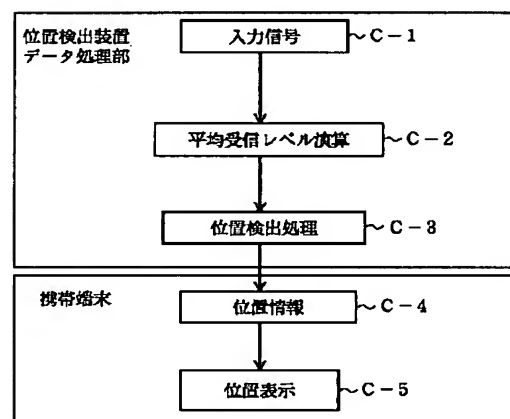 位置検出装置
データ処理部
入力信号 C－1
平均受信レベル演算 C－2
位置検出処理 C－3
携帯端末
位置情報 C－4
位置表示 C－5